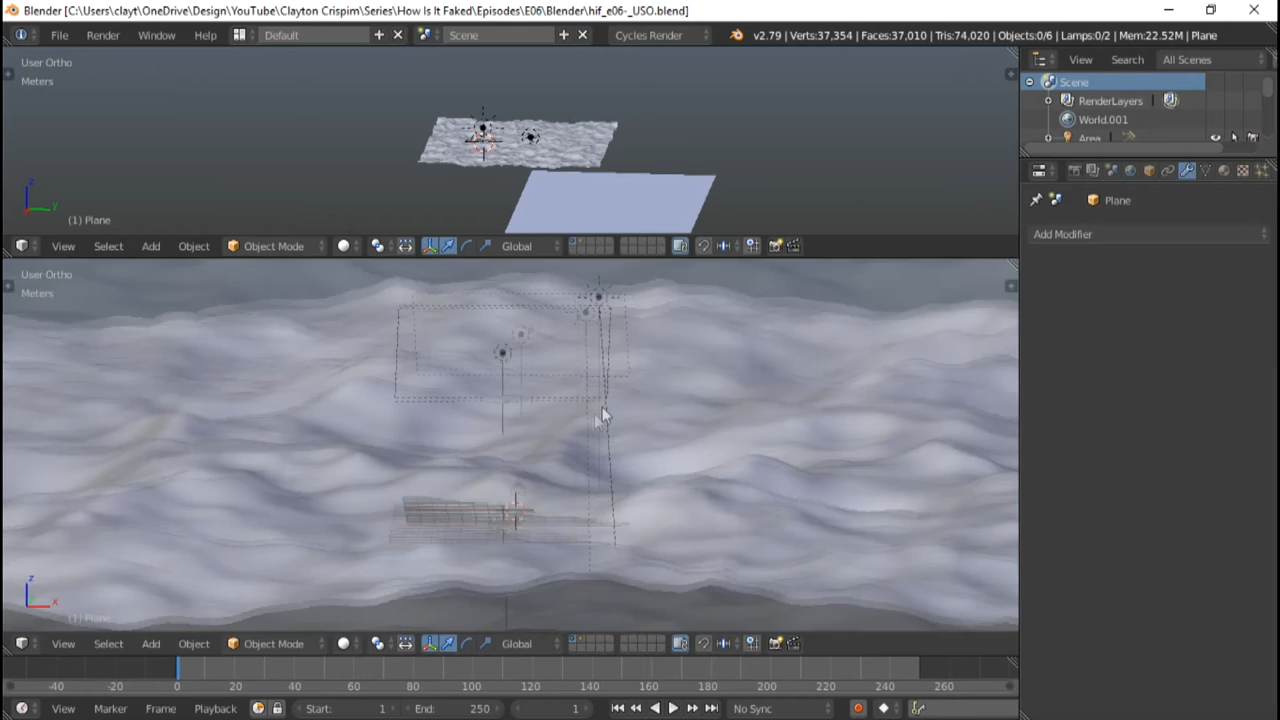 Blender [C:\Users\clayt\OneDrive\Design\YouTube\Clayton Crispim\Series\How Is It Faked\Episodes\E06\Blender\hif_e06-_USO.blend]
File Render Window Help Default Scene Cycles Render v2.79 | Verts:37,354 | Faces:37,010 | Tris:74,020 | Objects:0/6 | Lamps:0/2 | Mem:22.52M | Plane
User Ortho
Meters
(1) Plane
View Select Add Object Object Mode Global
User Ortho
Meters
(1) Plane
View Select Add Object Object Mode Global
-40 -20 0 20 40 60 80 100 120 140 160 180 200 220 240 260
View Marker Frame Playback Start: 1 End: 250 1 No Sync
View Search All Scenes
Scene
RenderLayers
World.001
Area
Plane
Add Modifier
z
y
z
x